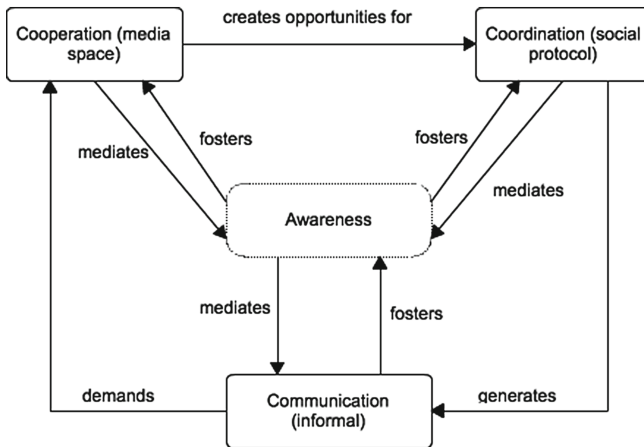 creates opportunities for
Cooperation (media
space)
Coordination (social
protocol)
mediates
fosters
fosters
mediates
Awareness
mediates
fosters
demands
Communication
(informal)
generates